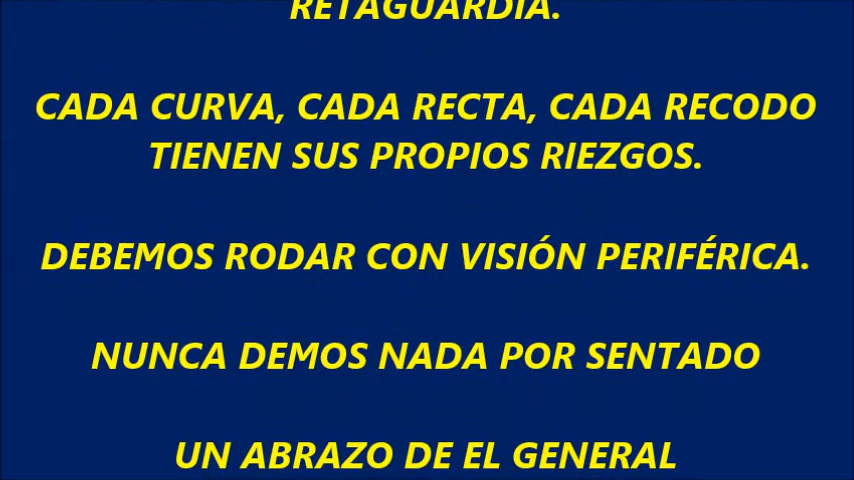 RETAGUARDIA.
CADA CURVA, CADA RECTA, CADA RECODO
TIENEN SUS PROPIOS RIEZGOS.
DEBEMOS RODAR CON VISIÓN PERIFÉRICA.
NUNCA DEMOS NADA POR SENTADO
UN ABRAZO DE EL GENERAL